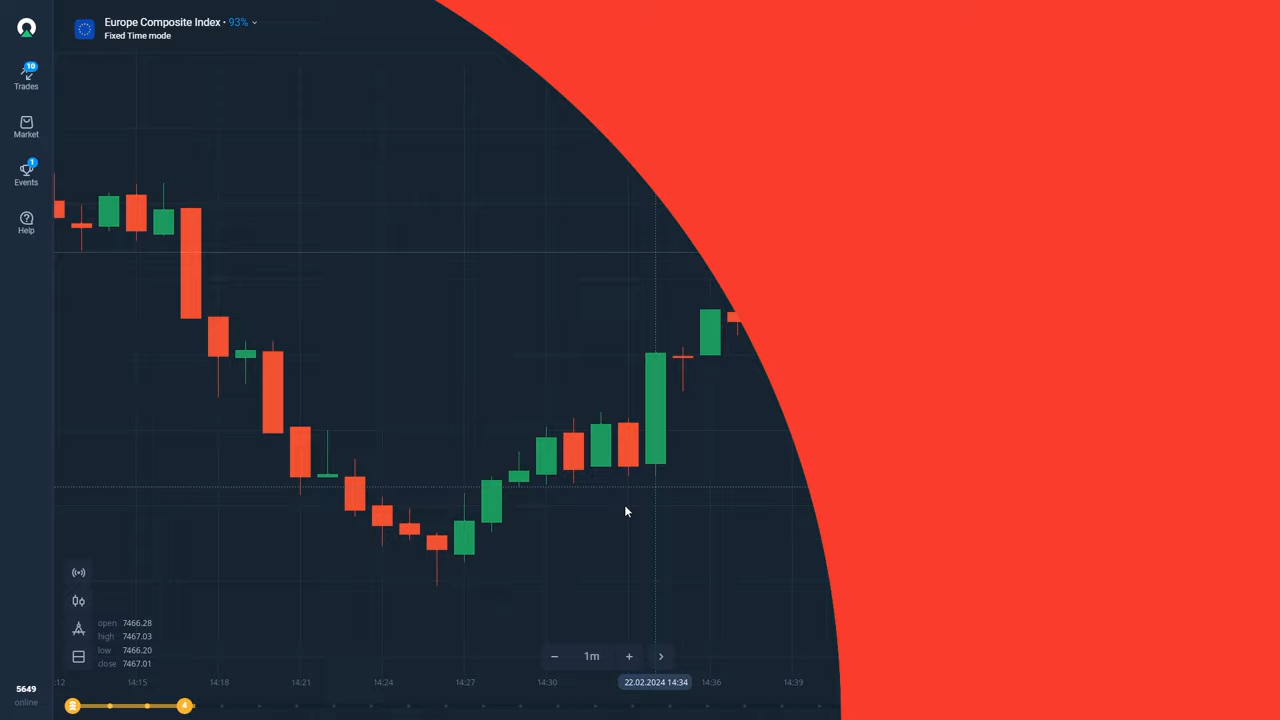 Europe Composite Index • 93%
Fixed Time mode
10
Trades
Market
1
Events
Help
open 7466.28
high 7467.03
low 7466.20
close 7467.01
1m
:12 14:15 14:18 14:21 14:24 14:27 14:30 22.02.2024 14:34 14:36 14:39
5649
online
4